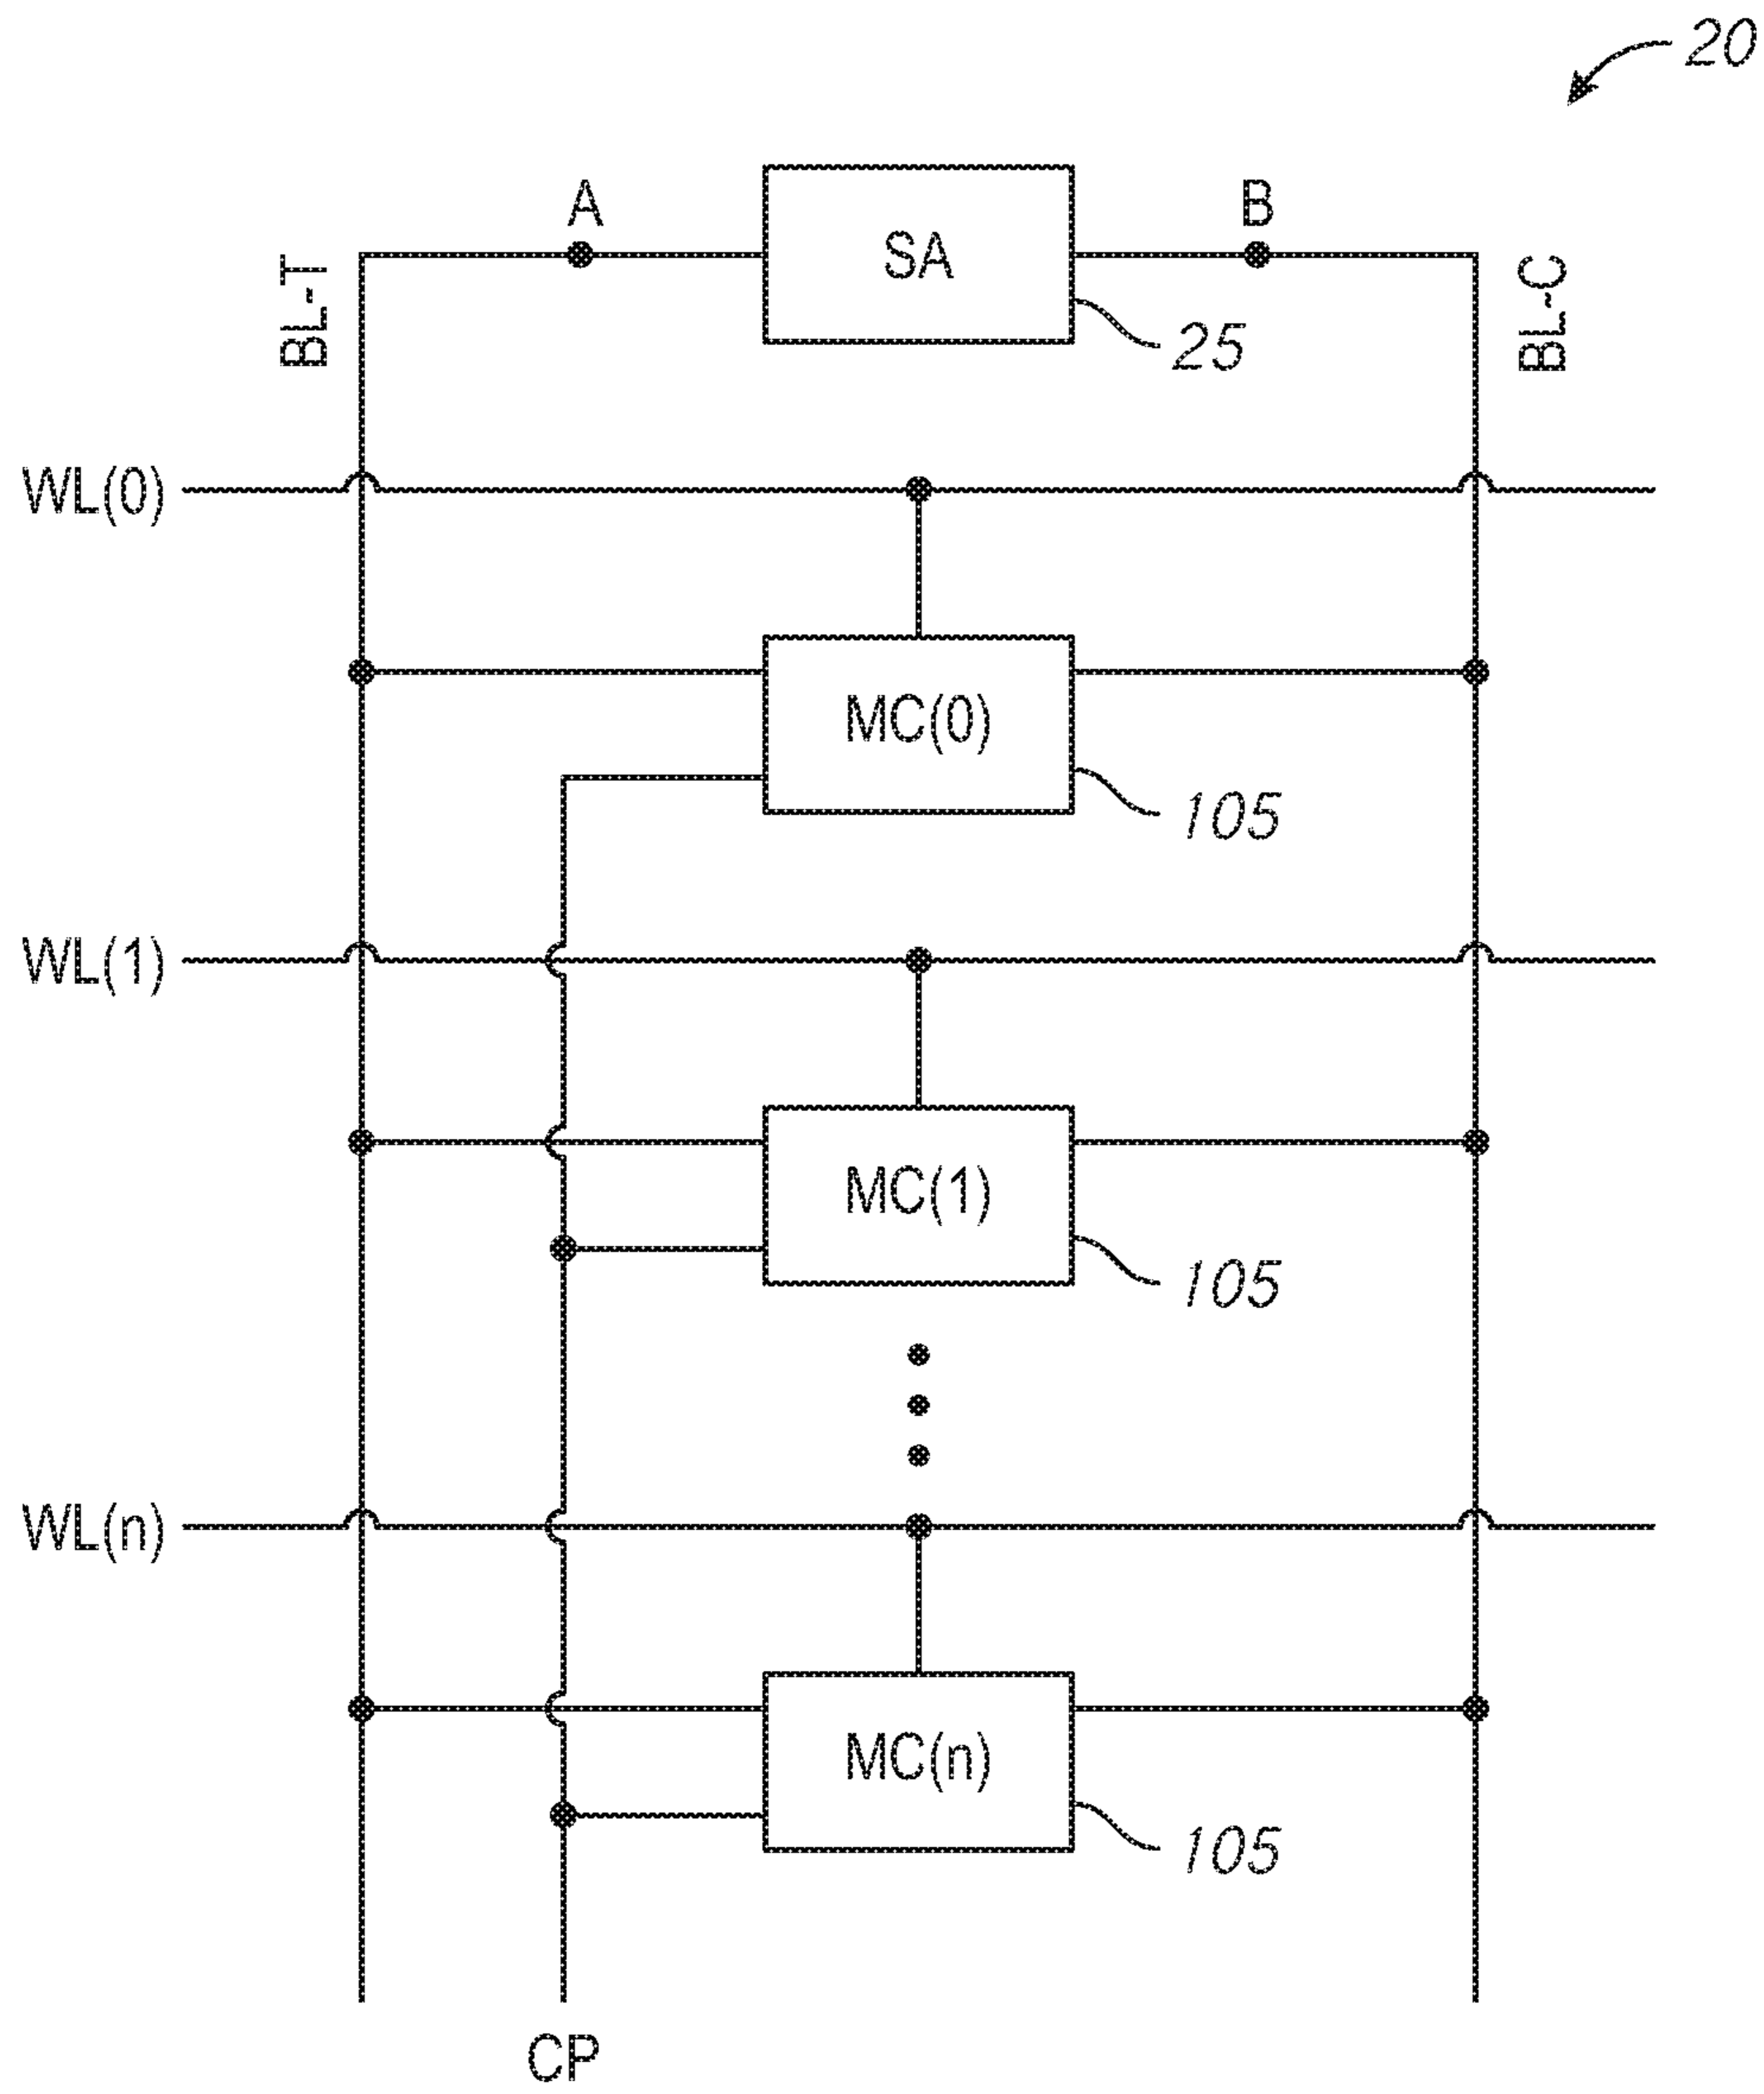 20
A
SA
B
BL-T
25
BL-C
WL(0)
MC(0)
105
WL(1)
MC(1)
105
WL(n)
MC(n)
105
CP